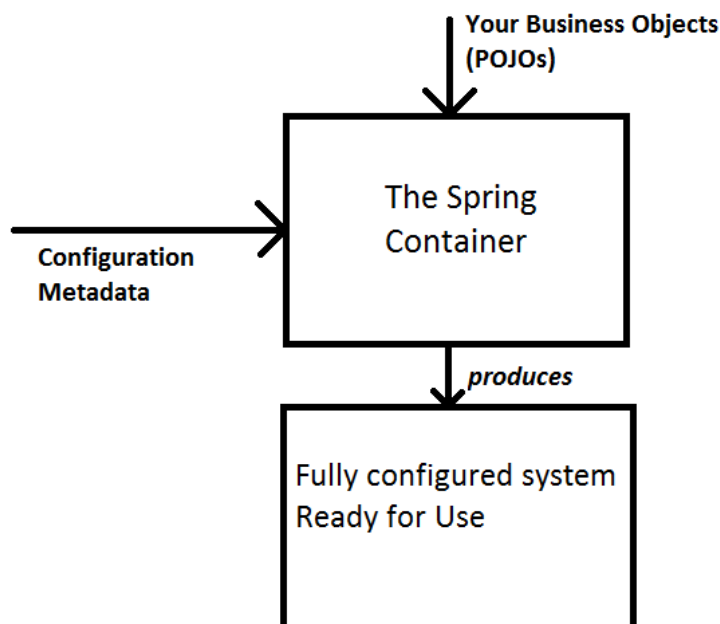 Your Business Objects
(POJOs)
The Spring
Container
Configuration
Metadata
produces
Fully configured system
Ready for Use